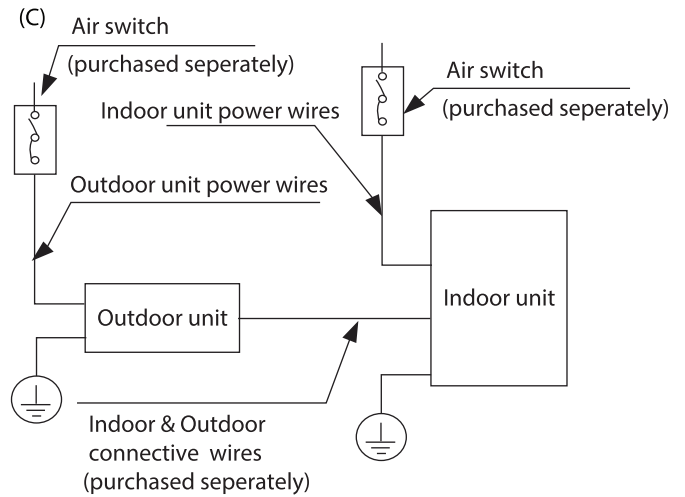 (C)
Air switch
(purchased seperately)
Air switch
(purchased seperately)
Indoor unit power wires
Outdoor unit power wires
Indoor unit
Outdoor unit
Indoor & Outdoor
connective wires
(purchased seperately)